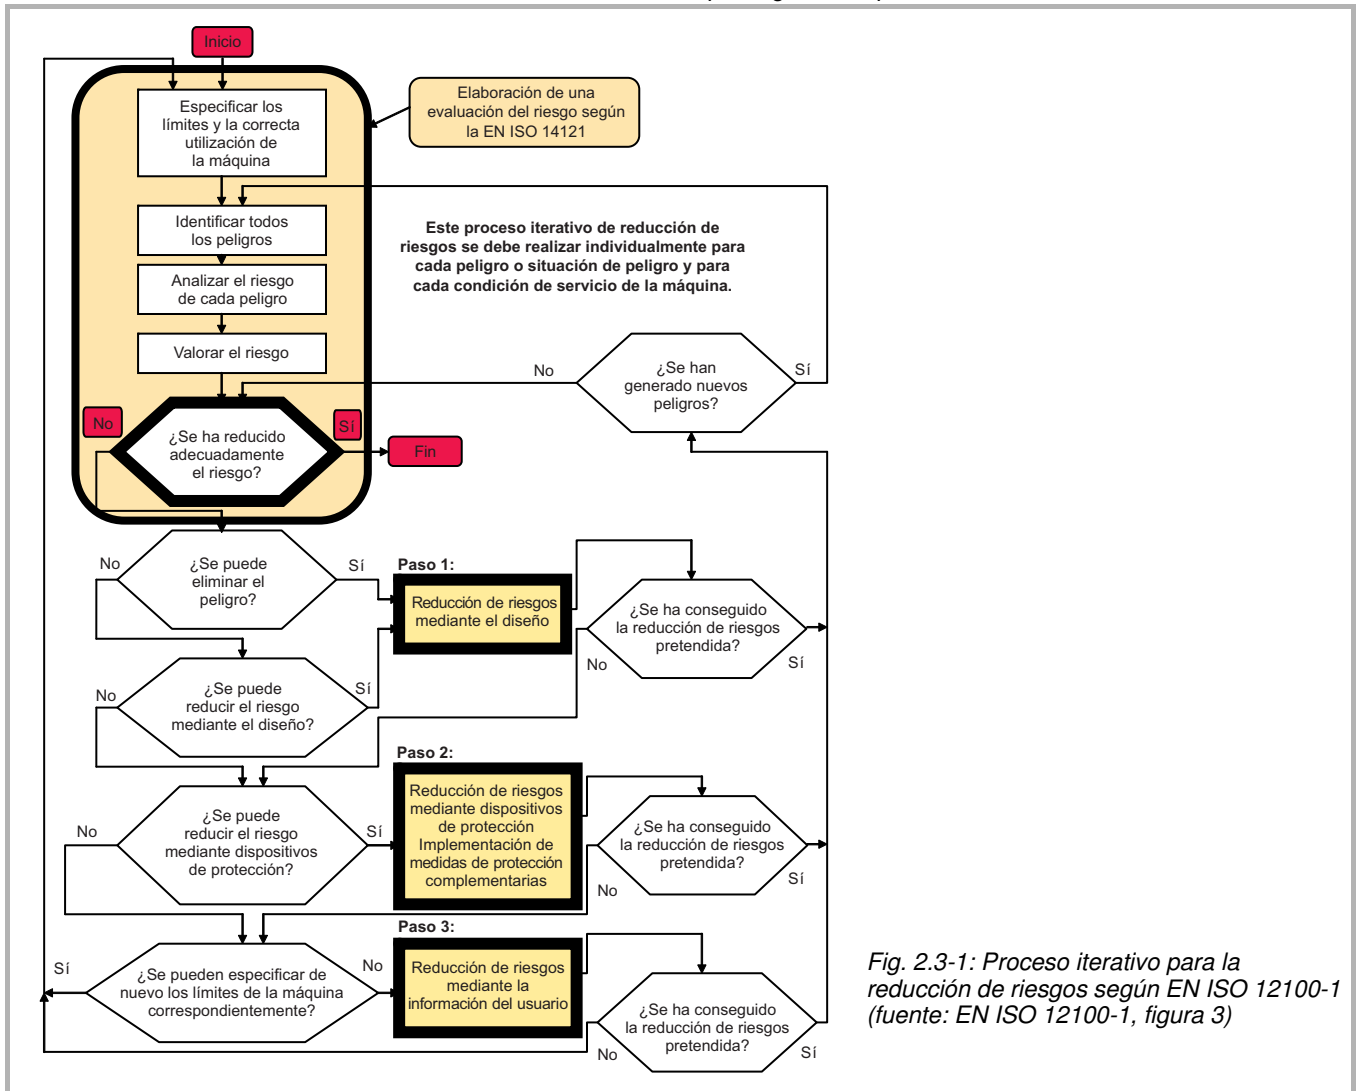 Inicio
Elaboración de una
evaluación del riesgo según
la EN ISO 14121
Especificar los
límites y la correcta
utilización de
la máquina
Identificar todos
los peligros
Este proceso iterativo de reducción de
riesgos se debe realizar individualmente para
cada peligro o situación de peligro y para
cada condición de servicio de la máquina.
Analizar el riesgo
de cada peligro
Valorar el riesgo
No
¿Se han
generado nuevos
peligros?
Sí
No
Sí
¿Se ha reducido
adecuadamente
el riesgo?
Fin
No
¿Se puede
eliminar el
peligro?
Sí
Paso 1:
Reducción de riesgos
mediante el diseño
¿Se ha conseguido
la reducción de riesgos
pretendida?
No
Sí
No
¿Se puede
reducir el riesgo
mediante el diseño?
Sí
Paso 2:
Reducción de riesgos
mediante dispositivos
de protección
Implementación de
medidas de protección
complementarias
No
¿Se puede
reducir el riesgo
mediante dispositivos
de protección?
Sí
¿Se ha conseguido
la reducción de riesgos
pretendida?
No
Sí
Paso 3:
Reducción de riesgos
mediante la
información del usuario
Sí
¿Se pueden especificar de
nuevo los límites de la máquina
correspondientemente?
No
¿Se ha conseguido
la reducción de riesgos
pretendida?
No
Sí
Fig. 2.3-1: Proceso iterativo para la
reducción de riesgos según EN ISO 12100-1
(fuente: EN ISO 12100-1, figura 3)